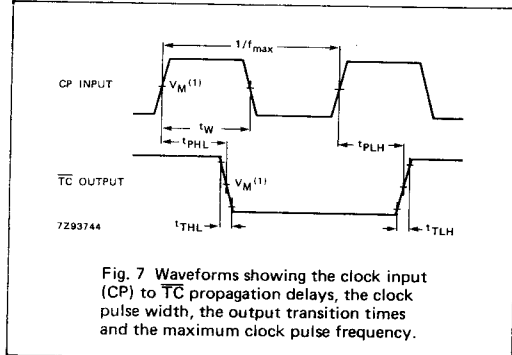 1/fmax
CP INPUT
VM(1)
tW
tPHL
tPLH
TC OUTPUT
VM(1)
7Z93744
tTHL
tTLH
Fig. 7 Waveforms showing the clock input
(CP) to TC propagation delays, the clock
pulse width, the output transition times
and the maximum clock pulse frequency.